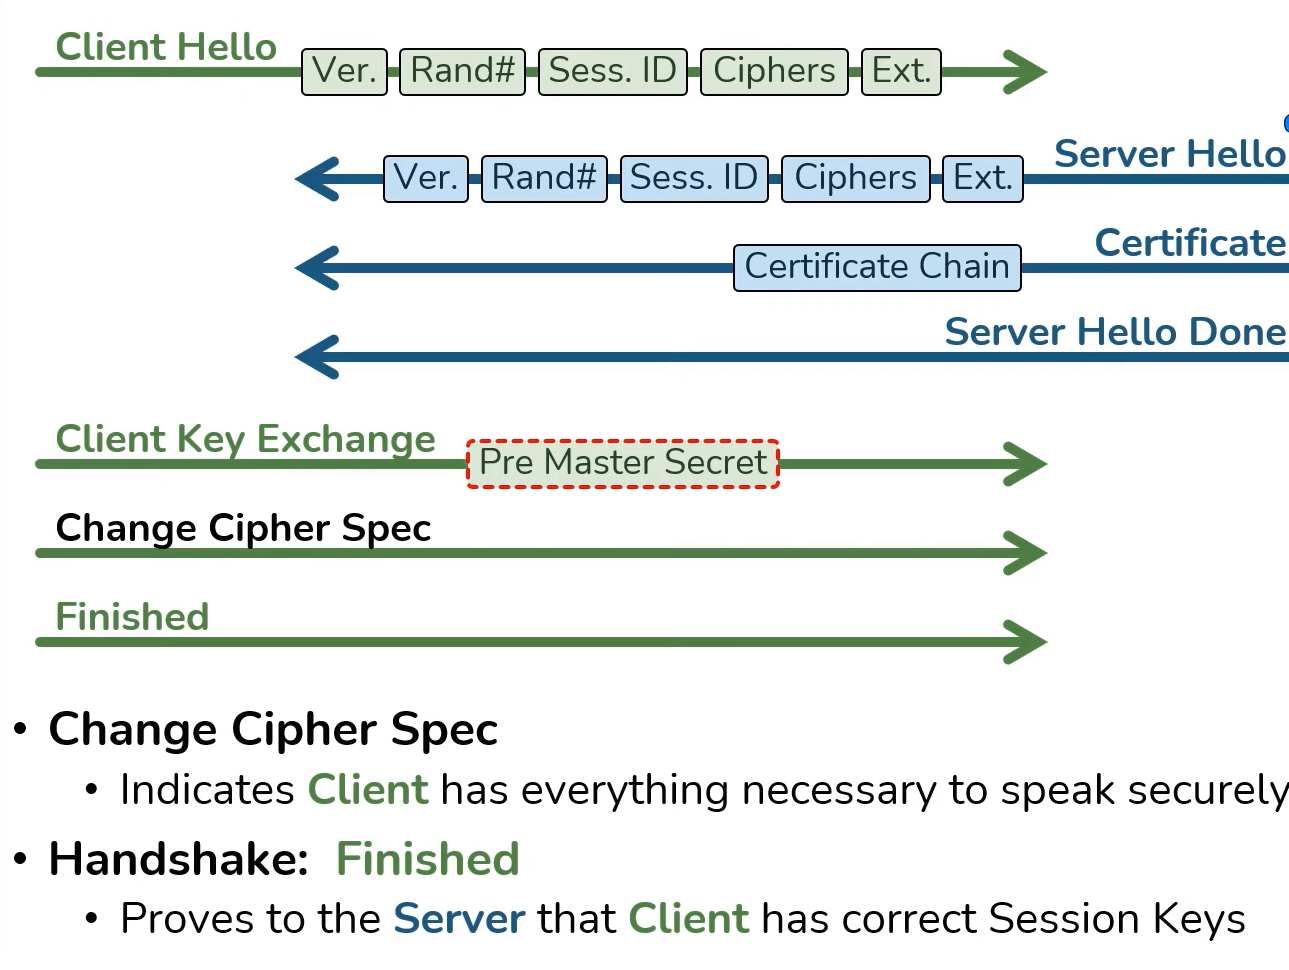 Client Hello Ver. Rand# Sess. ID Ciphers Ext.
Ver. Rand# Sess. ID Ciphers Ext. Server Hello
Certificate Chain Certificate
Server Hello Done
Client Key Exchange Pre Master Secret
Change Cipher Spec
Finished
• Change Cipher Spec
• Indicates Client has everything necessary to speak securely
• Handshake: Finished
• Proves to the Server that Client has correct Session Keys